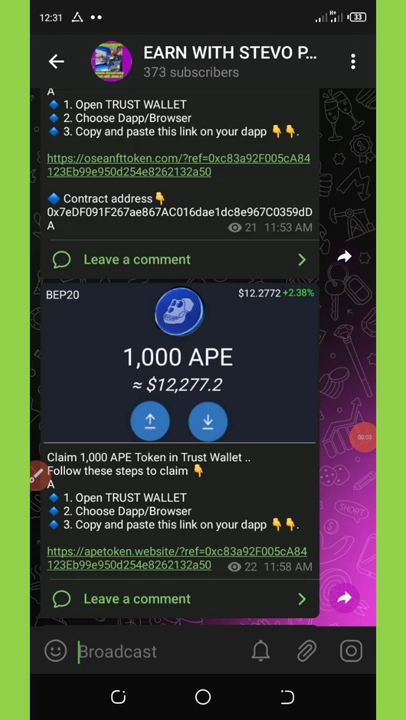 12:31
33
EARN WITH STEVO P...
373 subscribers
A
1. Open TRUST WALLET
2. Choose Dapp/Browser
3. Copy and paste this link on your dapp 👇👇.
https://oseanfttoken.com/?ref=0xc83a92F005cA84
123Eb99e950d254e8262132a50
Contract address👇
0x7eDF091F267ae867AC016dae1dc8e967C0359dD
A
21 11:53 AM
Leave a comment
BEP20
$12.2772 +2.38%
1,000 APE
≈ $12,277.2
Claim 1,000 APE Token in Trust Wallet ..
Follow these steps to claim 👇
A
1. Open TRUST WALLET
2. Choose Dapp/Browser
3. Copy and paste this link on your dapp 👇👇.
https://apetoken.website/?ref=0xc83a92F005cA84
123Eb99e950d254e8262132a50
22 11:58 AM
Leave a comment
Broadcast